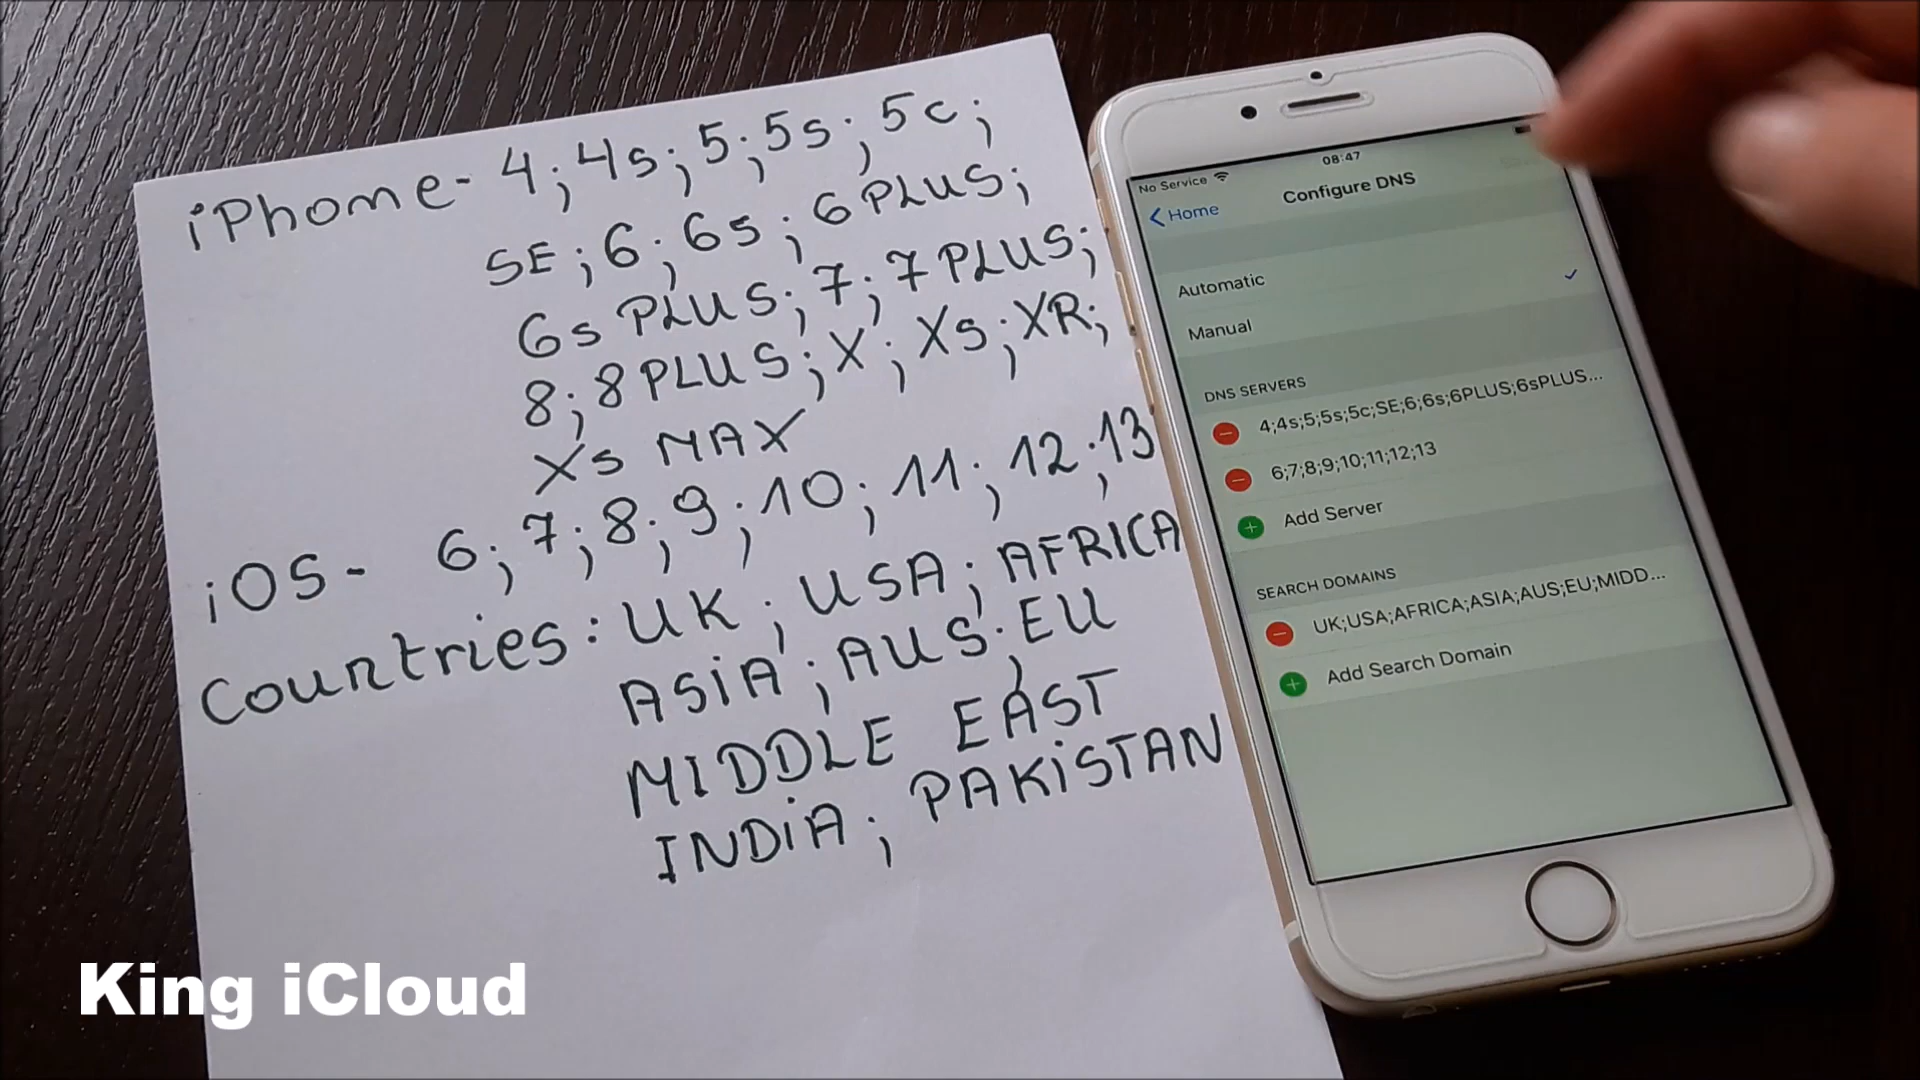 iPhome - 4; 4s; 5; 5s; 5c;
SE; 6; 6s; 6PLUS;
6s PLUS; 7; 7PLUS;
8; 8PLUS; X; Xs; XR;
Xs MAX
iOS - 6; 7; 8; 9; 10; 11; 12; 13
Countries: UK; USA; AFRICA
ASiA; AUS; EU
MIDDLE EAST
INDiA; PAKiSTAN
No Service 08:47
Home Configure DNS
Automatic
Manual
DNS SERVERS
4;4s;5;5s;5c;SE;6;6s;6PLUS;6sPLUS...
6;7;8;9;10;11;12;13
Add Server
SEARCH DOMAINS
UK;USA;AFRICA;ASIA;AUS;EU;MIDD...
Add Search Domain
King iCloud